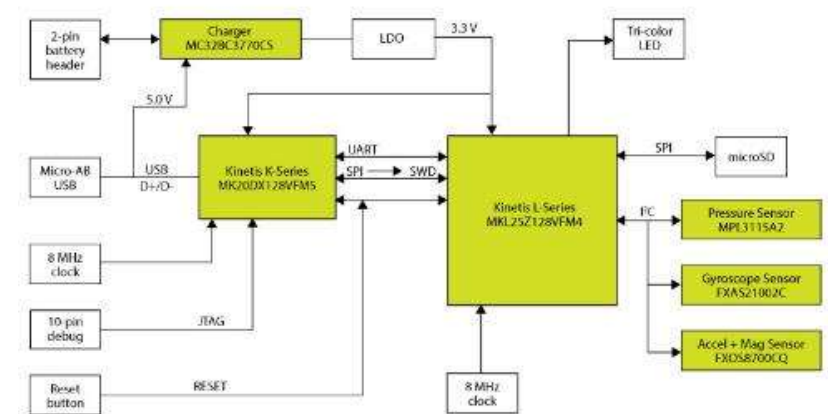 2-pin
battery
header
Charger
MC32BC3770CS
LDO
3.3 V
Tri-color
LED
5.0 V
Micro-AB
USB
USB
D+/D-
Kinetis K-Series
MK20DX128VFM5
UART
SPI
SWD
Kinetis L-Series
MKL25Z128VFM4
SPI
microSD
I²C
Pressure Sensor
MPL3115A2
Gyroscope Sensor
FXAS21002C
Accel + Mag Sensor
FXOS8700CQ
8 MHz
clock
10-pin
debug
JTAG
Reset
button
RESET
8 MHz
clock